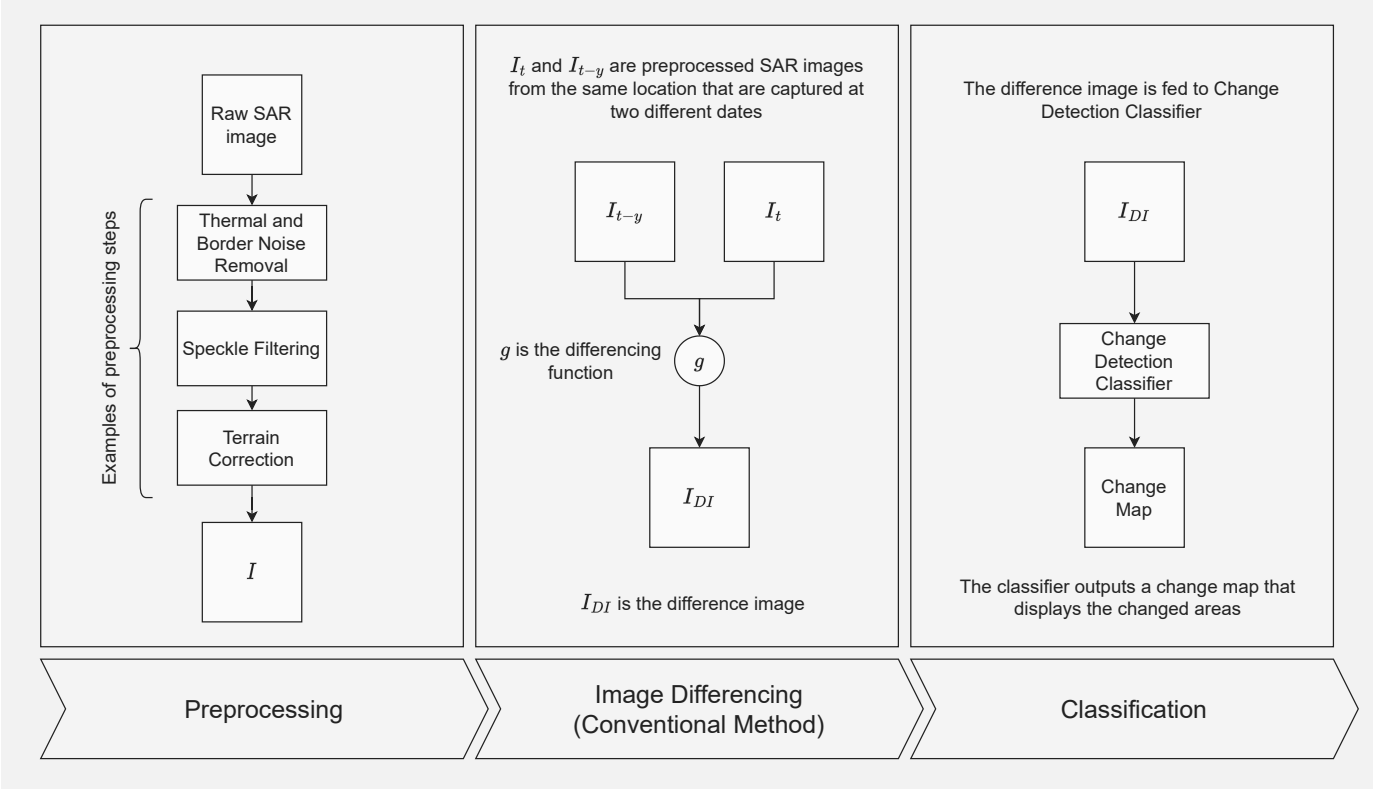 Raw SAR
image
Examples of preprocessing steps
Thermal and
Border Noise
Removal
Speckle Filtering
Terrain
Correction
I
Preprocessing
I_t and I_{t−y} are preprocessed SAR images
from the same location that are captured at
two different dates
I_{t−y}
I_t
g is the differencing
function
g
I_{DI}
I_{DI} is the difference image
Image Differencing
(Conventional Method)
The difference image is fed to Change
Detection Classifier
I_{DI}
Change
Detection
Classifier
Change
Map
The classifier outputs a change map that
displays the changed areas
Classification